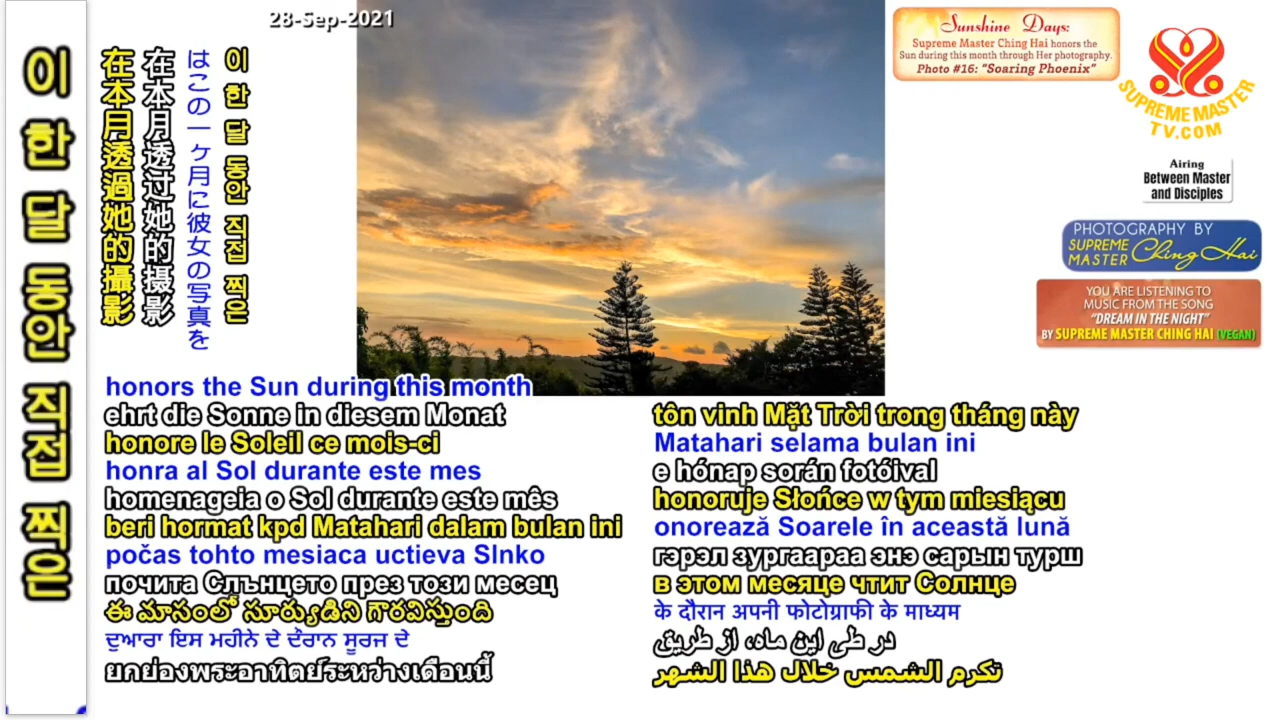 28-Sep-2021
이 한 달 동안 직접 찍은
在本月透過她的攝影
在本月透过她的摄影
はこの一ヶ月に彼女の写真を
이 한 달 동안 직접 찍은
Sunshine Days:
Supreme Master Ching Hai honors the
Sun during this month through Her photography.
Photo #16: "Soaring Phoenix"
SUPREME MASTER
TV.COM
Airing
Between Master
and Disciples
PHOTOGRAPHY BY
SUPREME
MASTER Ching Hai
YOU ARE LISTENING TO
MUSIC FROM THE SONG
"DREAM IN THE NIGHT"
BY SUPREME MASTER CHING HAI (VEGAN)
honors the Sun during this month
ehrt die Sonne in diesem Monat
honore le Soleil ce mois-ci
honra al Sol durante este mes
homenageia o Sol durante este mês
beri hormat kpd Matahari dalam bulan ini
počas tohto mesiaca uctieva Slnko
почита Слънцето през този месец
ఈ మాసంలో సూర్యుడిని గౌరవిస్తుంది
ਦੁਆਰਾ ਇਸ ਮਹੀਨੇ ਦੇ ਦੌਰਾਨ ਸੂਰਜ ਦੇ
ยกย่องพระอาทิตย์ระหว่างเดือนนี้
tôn vinh Mặt Trời trong tháng này
Matahari selama bulan ini
e hónap során fotóival
honoruje Słońce w tym miesiącu
onorează Soarele în această lună
гэрэл зургаараа энэ сарын турш
в этом месяце чтит Солнце
के दौरान अपनी फोटोग्राफी के माध्यम
در طی این ماه، از طریق
تكرم الشمس خلال هذا الشهر